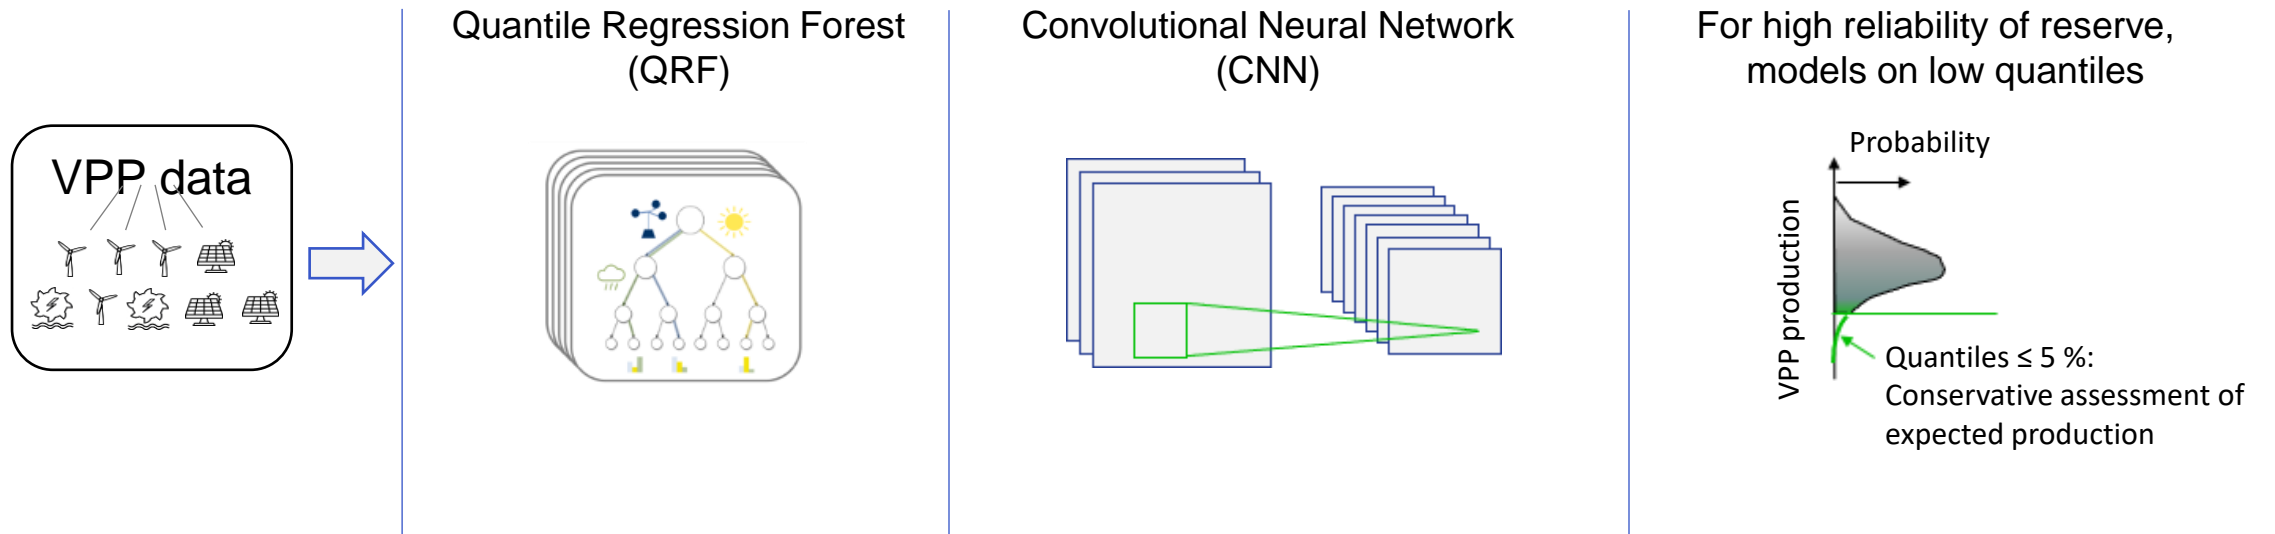 VPP data
Quantile Regression Forest
(QRF)
Convolutional Neural Network
(CNN)
For high reliability of reserve,
models on low quantiles
Probability
VPP production
Quantiles ≤ 5 %:
Conservative assessment of
expected production